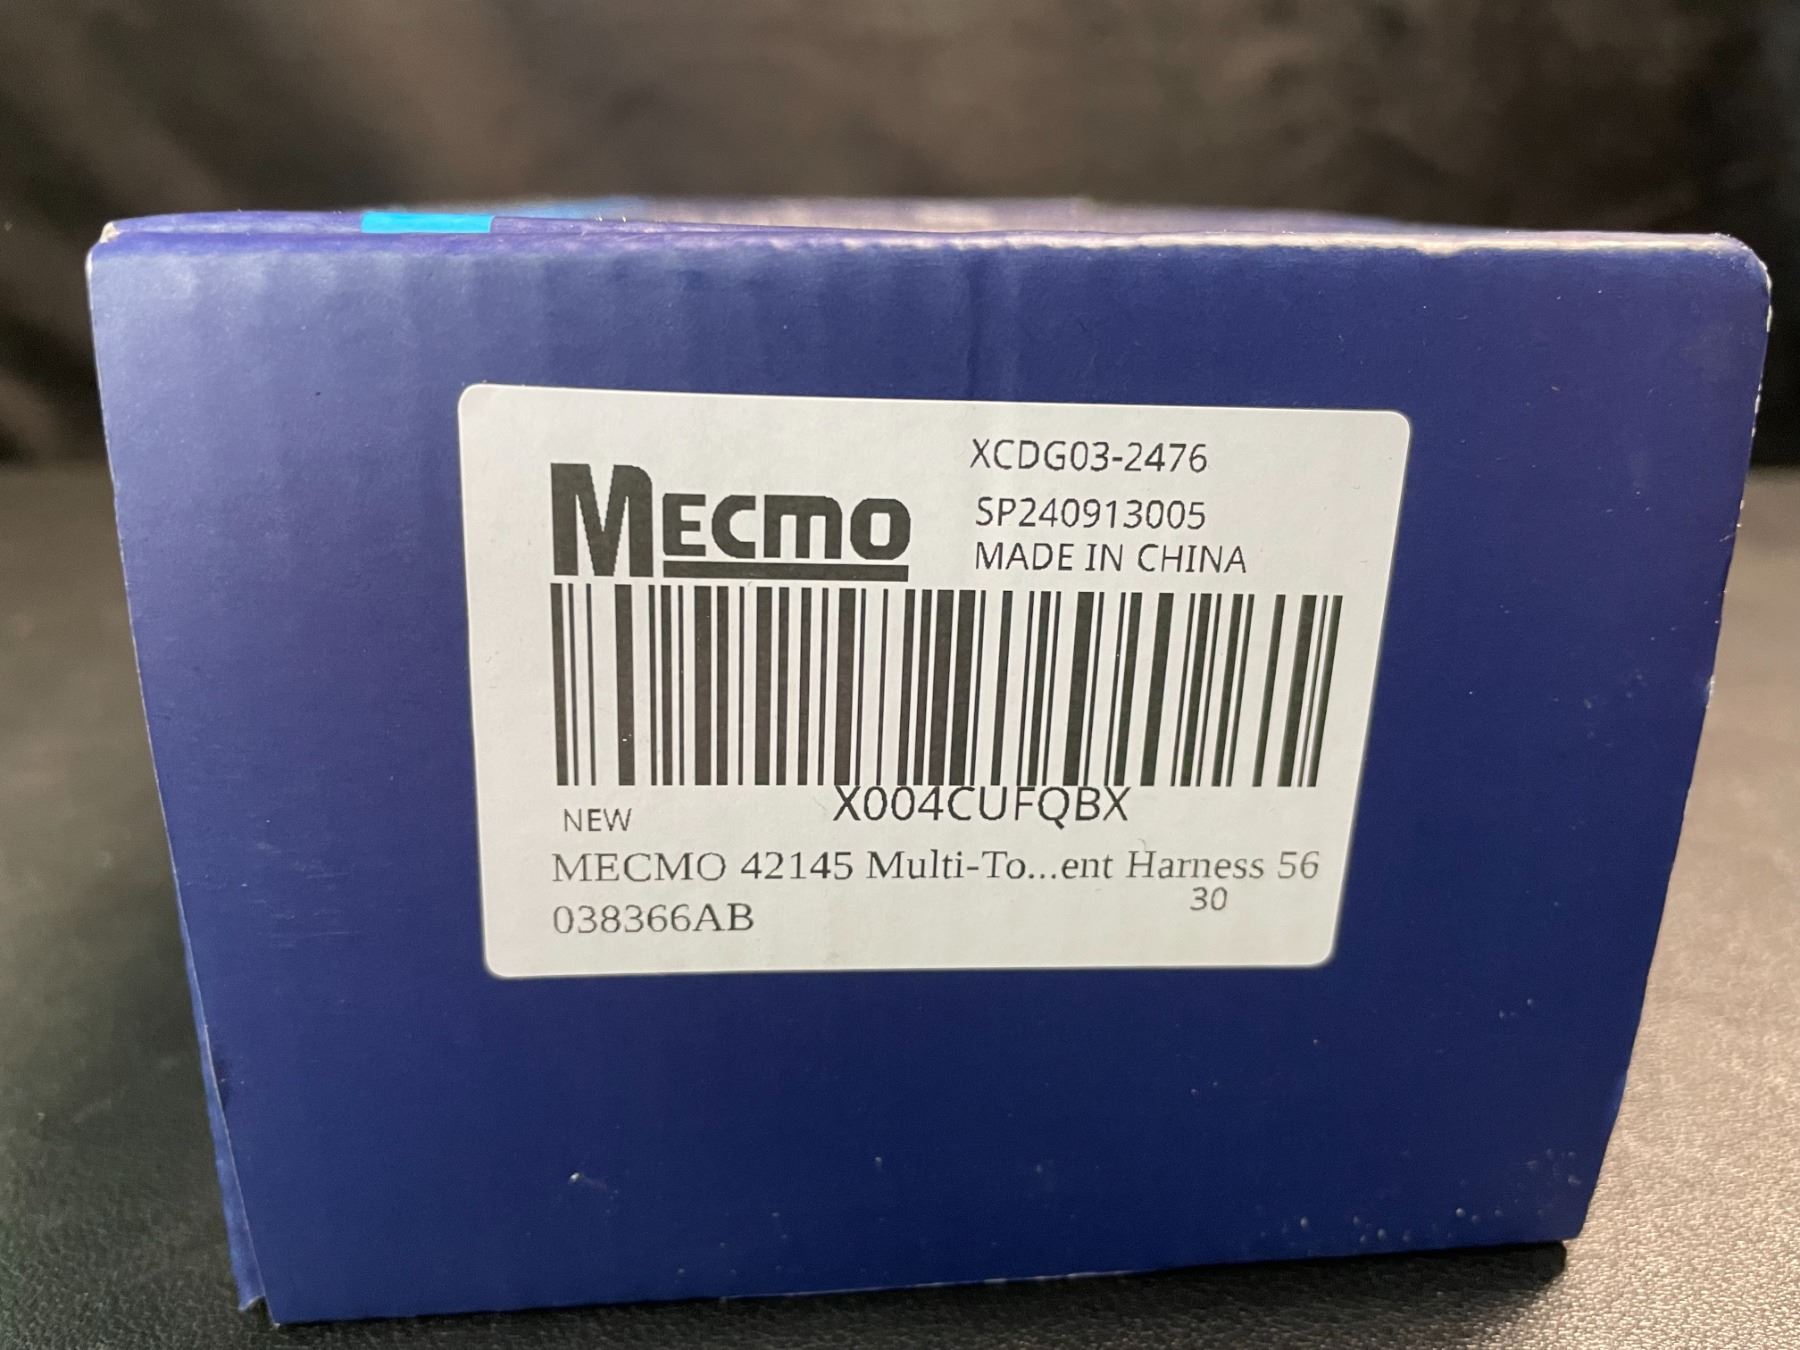 MECMO
XCDG03-2476
SP240913005
MADE IN CHINA
X004CUFQBX
NEW
MECMO 42145 Multi-To...ent Harness 56
038366AB
30